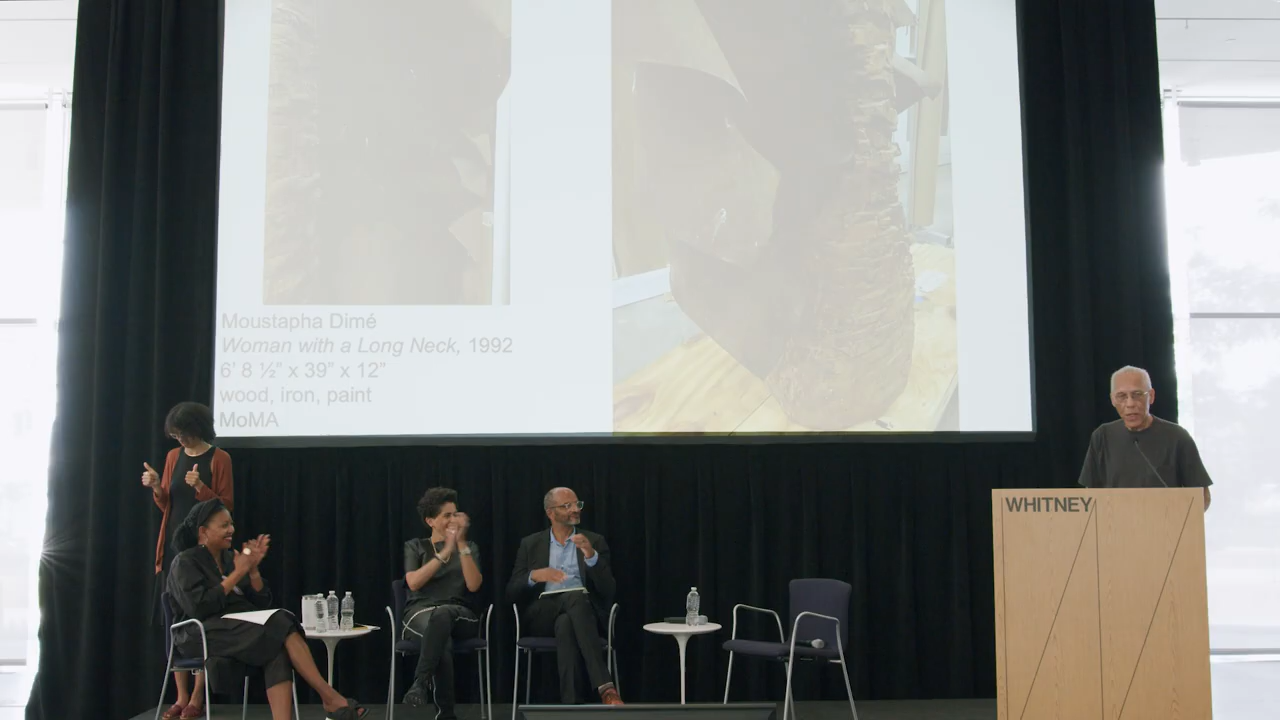 Moustapha Dimé
Woman with a Long Neck, 1992
6' 8 ½" x 39" x 12"
wood, iron, paint
MoMA
WHITNEY